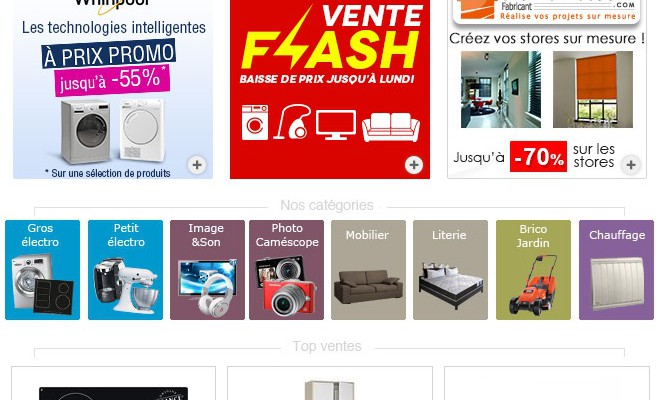 Whirlpool
Les technologies intelligentes
À PRIX PROMO
jusqu'à -55%*
* Sur une sélection de produits
VENTE
FLASH
BAISSE DE PRIX JUSQU'À LUNDI
Fabricant
.COM
Réalise vos projets sur mesure
Créez vos stores sur mesure !
Jusqu'à -70% sur les
stores
Nos catégories
Gros
électro
Petit
électro
Image
&Son
Photo
Caméscope
Mobilier
Literie
Brico
Jardin
Chauffage
Top ventes